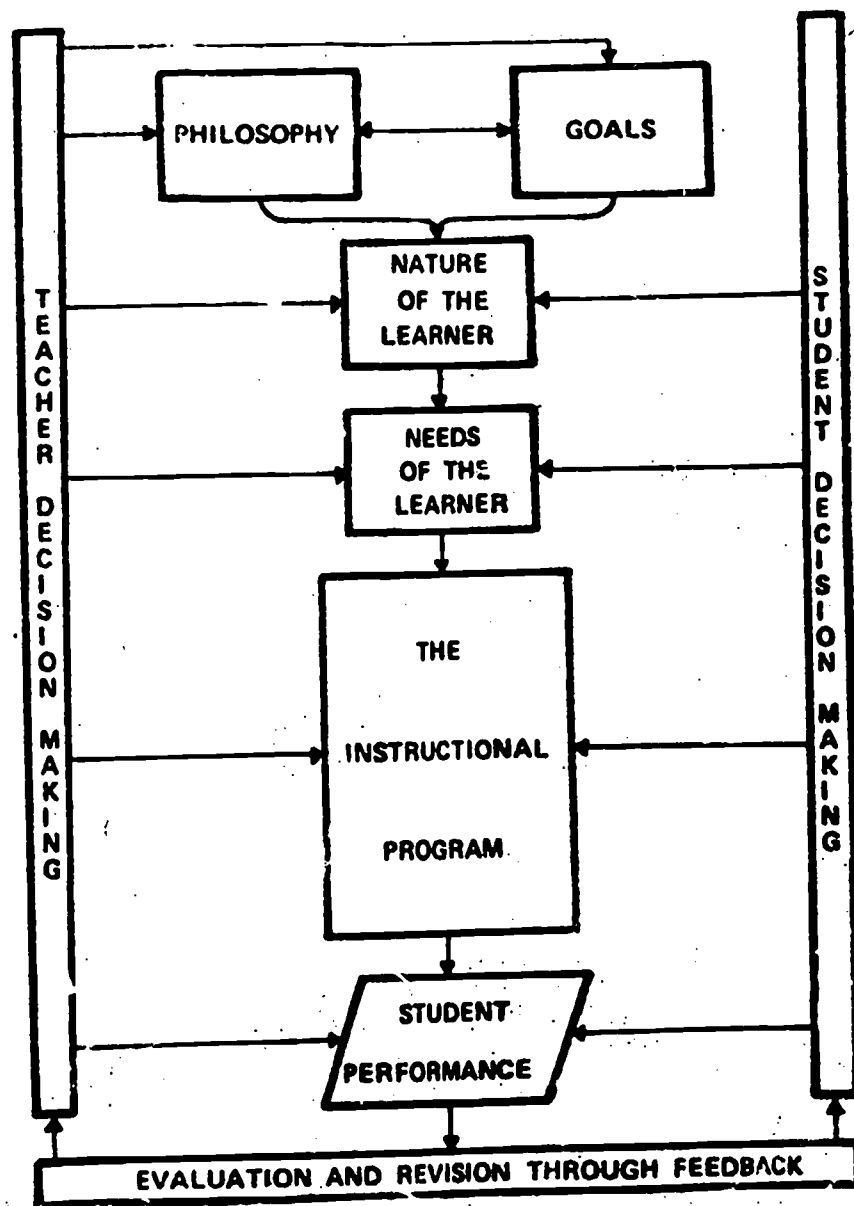 PHILOSOPHY
GOALS
NATURE
OF THE
LEARNER
NEEDS
OF THE
LEARNER
THE
INSTRUCTIONAL
PROGRAM
STUDENT
PERFORMANCE
TEACHER DECISION MAKING
STUDENT DECISION MAKING
EVALUATION AND REVISION THROUGH FEEDBACK